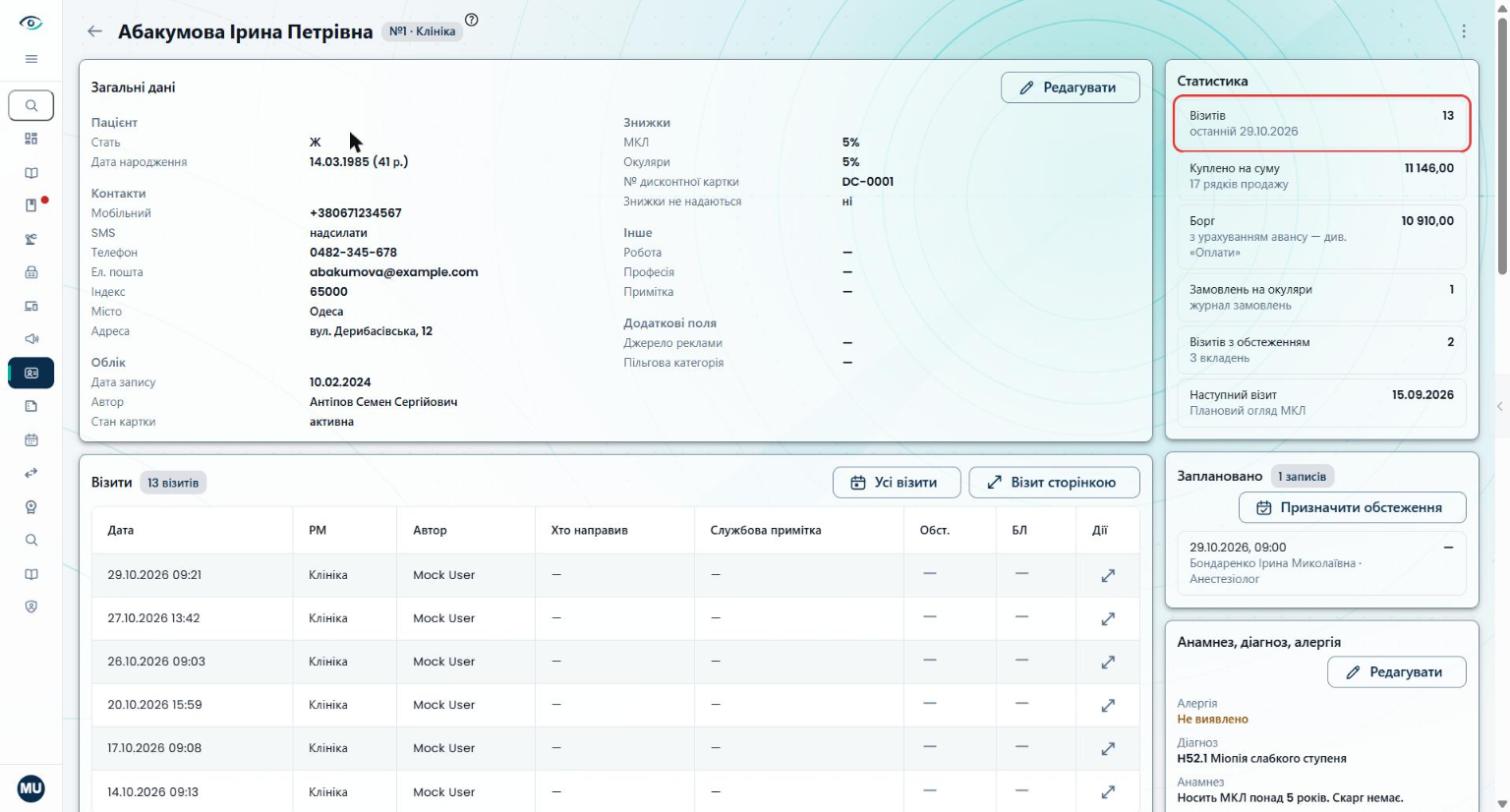 Абакумова Ірина Петрівна №1 · Клініка
Загальні дані
Редагувати
Пацієнт
Стать Ж
Дата народження 14.03.1985 (41 р.)
Контакти
Мобільний +380671234567
SMS надсилати
Телефон 0482-345-678
Ел. пошта abakumova@example.com
Індекс 65000
Місто Одеса
Адреса вул. Дерибасівська, 12
Облік
Дата запису 10.02.2024
Автор Антіпов Семен Сергійович
Стан картки активна
Знижки
МКЛ 5%
Окуляри 5%
№ дисконтної картки DC-0001
Знижки не надаються ні
Інше
Робота —
Професія —
Примітка —
Додаткові поля
Джерело реклами —
Пільгова категорія —
Статистика
Візитів 13
останній 29.10.2026
Куплено на суму 11 146,00
17 рядків продажу
Борг 10 910,00
з урахуванням авансу — див.
«Оплати»
Замовлень на окуляри 1
журнал замовлень
Візитів з обстеженням 2
3 вкладень
Наступний візит 15.09.2026
Плановий огляд МКЛ
Візити 13 візитів
Усі візити
Візит сторінкою
Дата РМ Автор Хто направив Службова примітка Обст. БЛ Дії
29.10.2026 09:21 Клініка Mock User — — — —
27.10.2026 13:42 Клініка Mock User — — — —
26.10.2026 09:03 Клініка Mock User — — — —
20.10.2026 15:59 Клініка Mock User — — — —
17.10.2026 09:08 Клініка Mock User — — — —
14.10.2026 09:13 Клініка Mock User — — — —
Заплановано 1 записів
Призначити обстеження
29.10.2026, 09:00 —
Бондаренко Ірина Миколаївна ·
Анестезіолог
Анамнез, діагноз, алергія
Редагувати
Алергія
Не виявлено
Діагноз
H52.1 Міопія слабкого ступеня
Анамнез
Носить МКЛ понад 5 років. Скарг немає.
MU